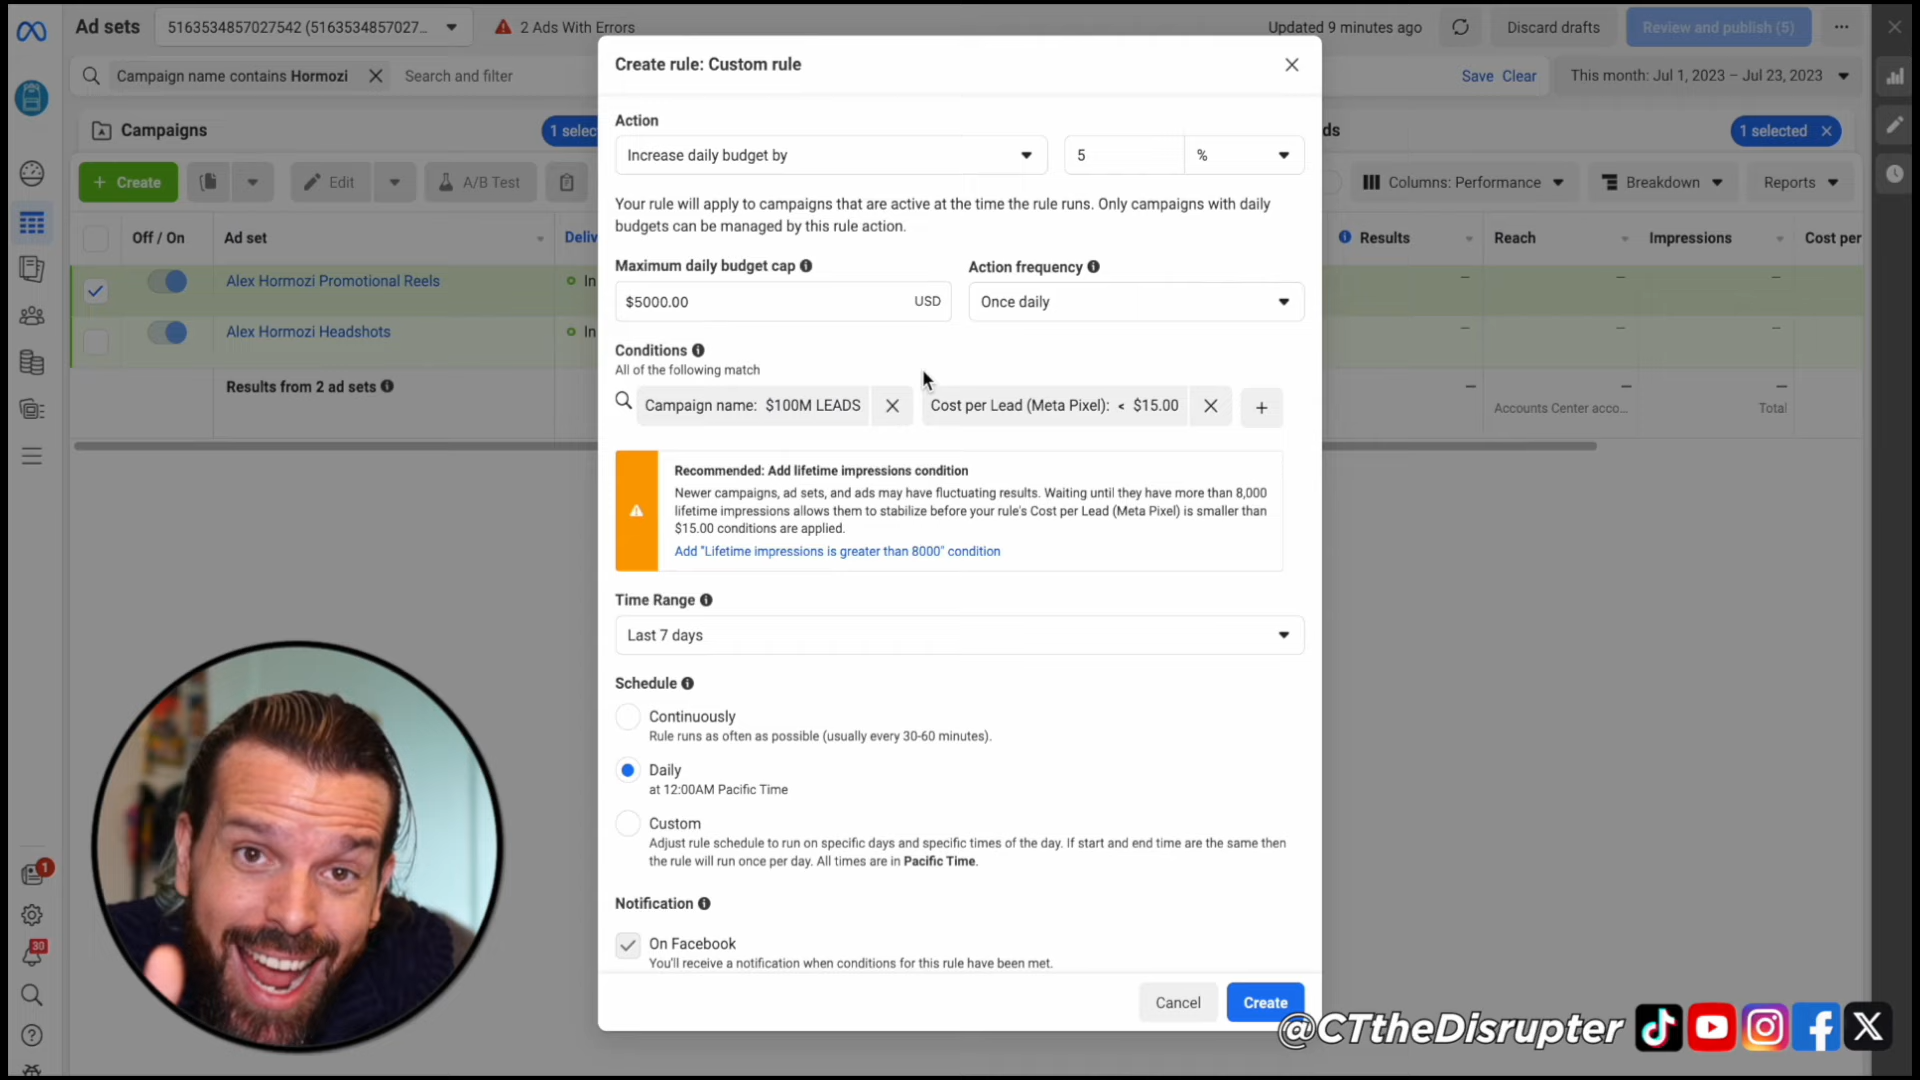 Ad sets
5163534857027542 (5163534857027...
2 Ads With Errors
Updated 9 minutes ago
Discard drafts
Review and publish (5)
Campaign name contains Hormozi
Search and filter
Save Clear
This month: Jul 1, 2023 – Jul 23, 2023
Campaigns
1 selec
ds
1 selected
+ Create
Edit
A/B Test
Columns: Performance
Breakdown
Reports
Off / On
Ad set
Deliv
Results
Reach
Impressions
Cost per
Alex Hormozi Promotional Reels
In
—
—
—
Alex Hormozi Headshots
In
—
—
—
Results from 2 ad sets
—
—
—
Accounts Center acco...
Total
1
30
Create rule: Custom rule
Action
Increase daily budget by
5
%
Your rule will apply to campaigns that are active at the time the rule runs. Only campaigns with daily
budgets can be managed by this rule action.
Maximum daily budget cap
Action frequency
$5000.00
USD
Once daily
Conditions
All of the following match
Campaign name: $100M LEADS
Cost per Lead (Meta Pixel): < $15.00
+
Recommended: Add lifetime impressions condition
Newer campaigns, ad sets, and ads may have fluctuating results. Waiting until they have more than 8,000
lifetime impressions allows them to stabilize before your rule's Cost per Lead (Meta Pixel) is smaller than
$15.00 conditions are applied.
Add "Lifetime impressions is greater than 8000" condition
Time Range
Last 7 days
Schedule
Continuously
Rule runs as often as possible (usually every 30-60 minutes).
Daily
at 12:00AM Pacific Time
Custom
Adjust rule schedule to run on specific days and specific times of the day. If start and end time are the same then
the rule will run once per day. All times are in Pacific Time.
Notification
On Facebook
You'll receive a notification when conditions for this rule have been met.
Cancel
Create
@CTtheDisrupter